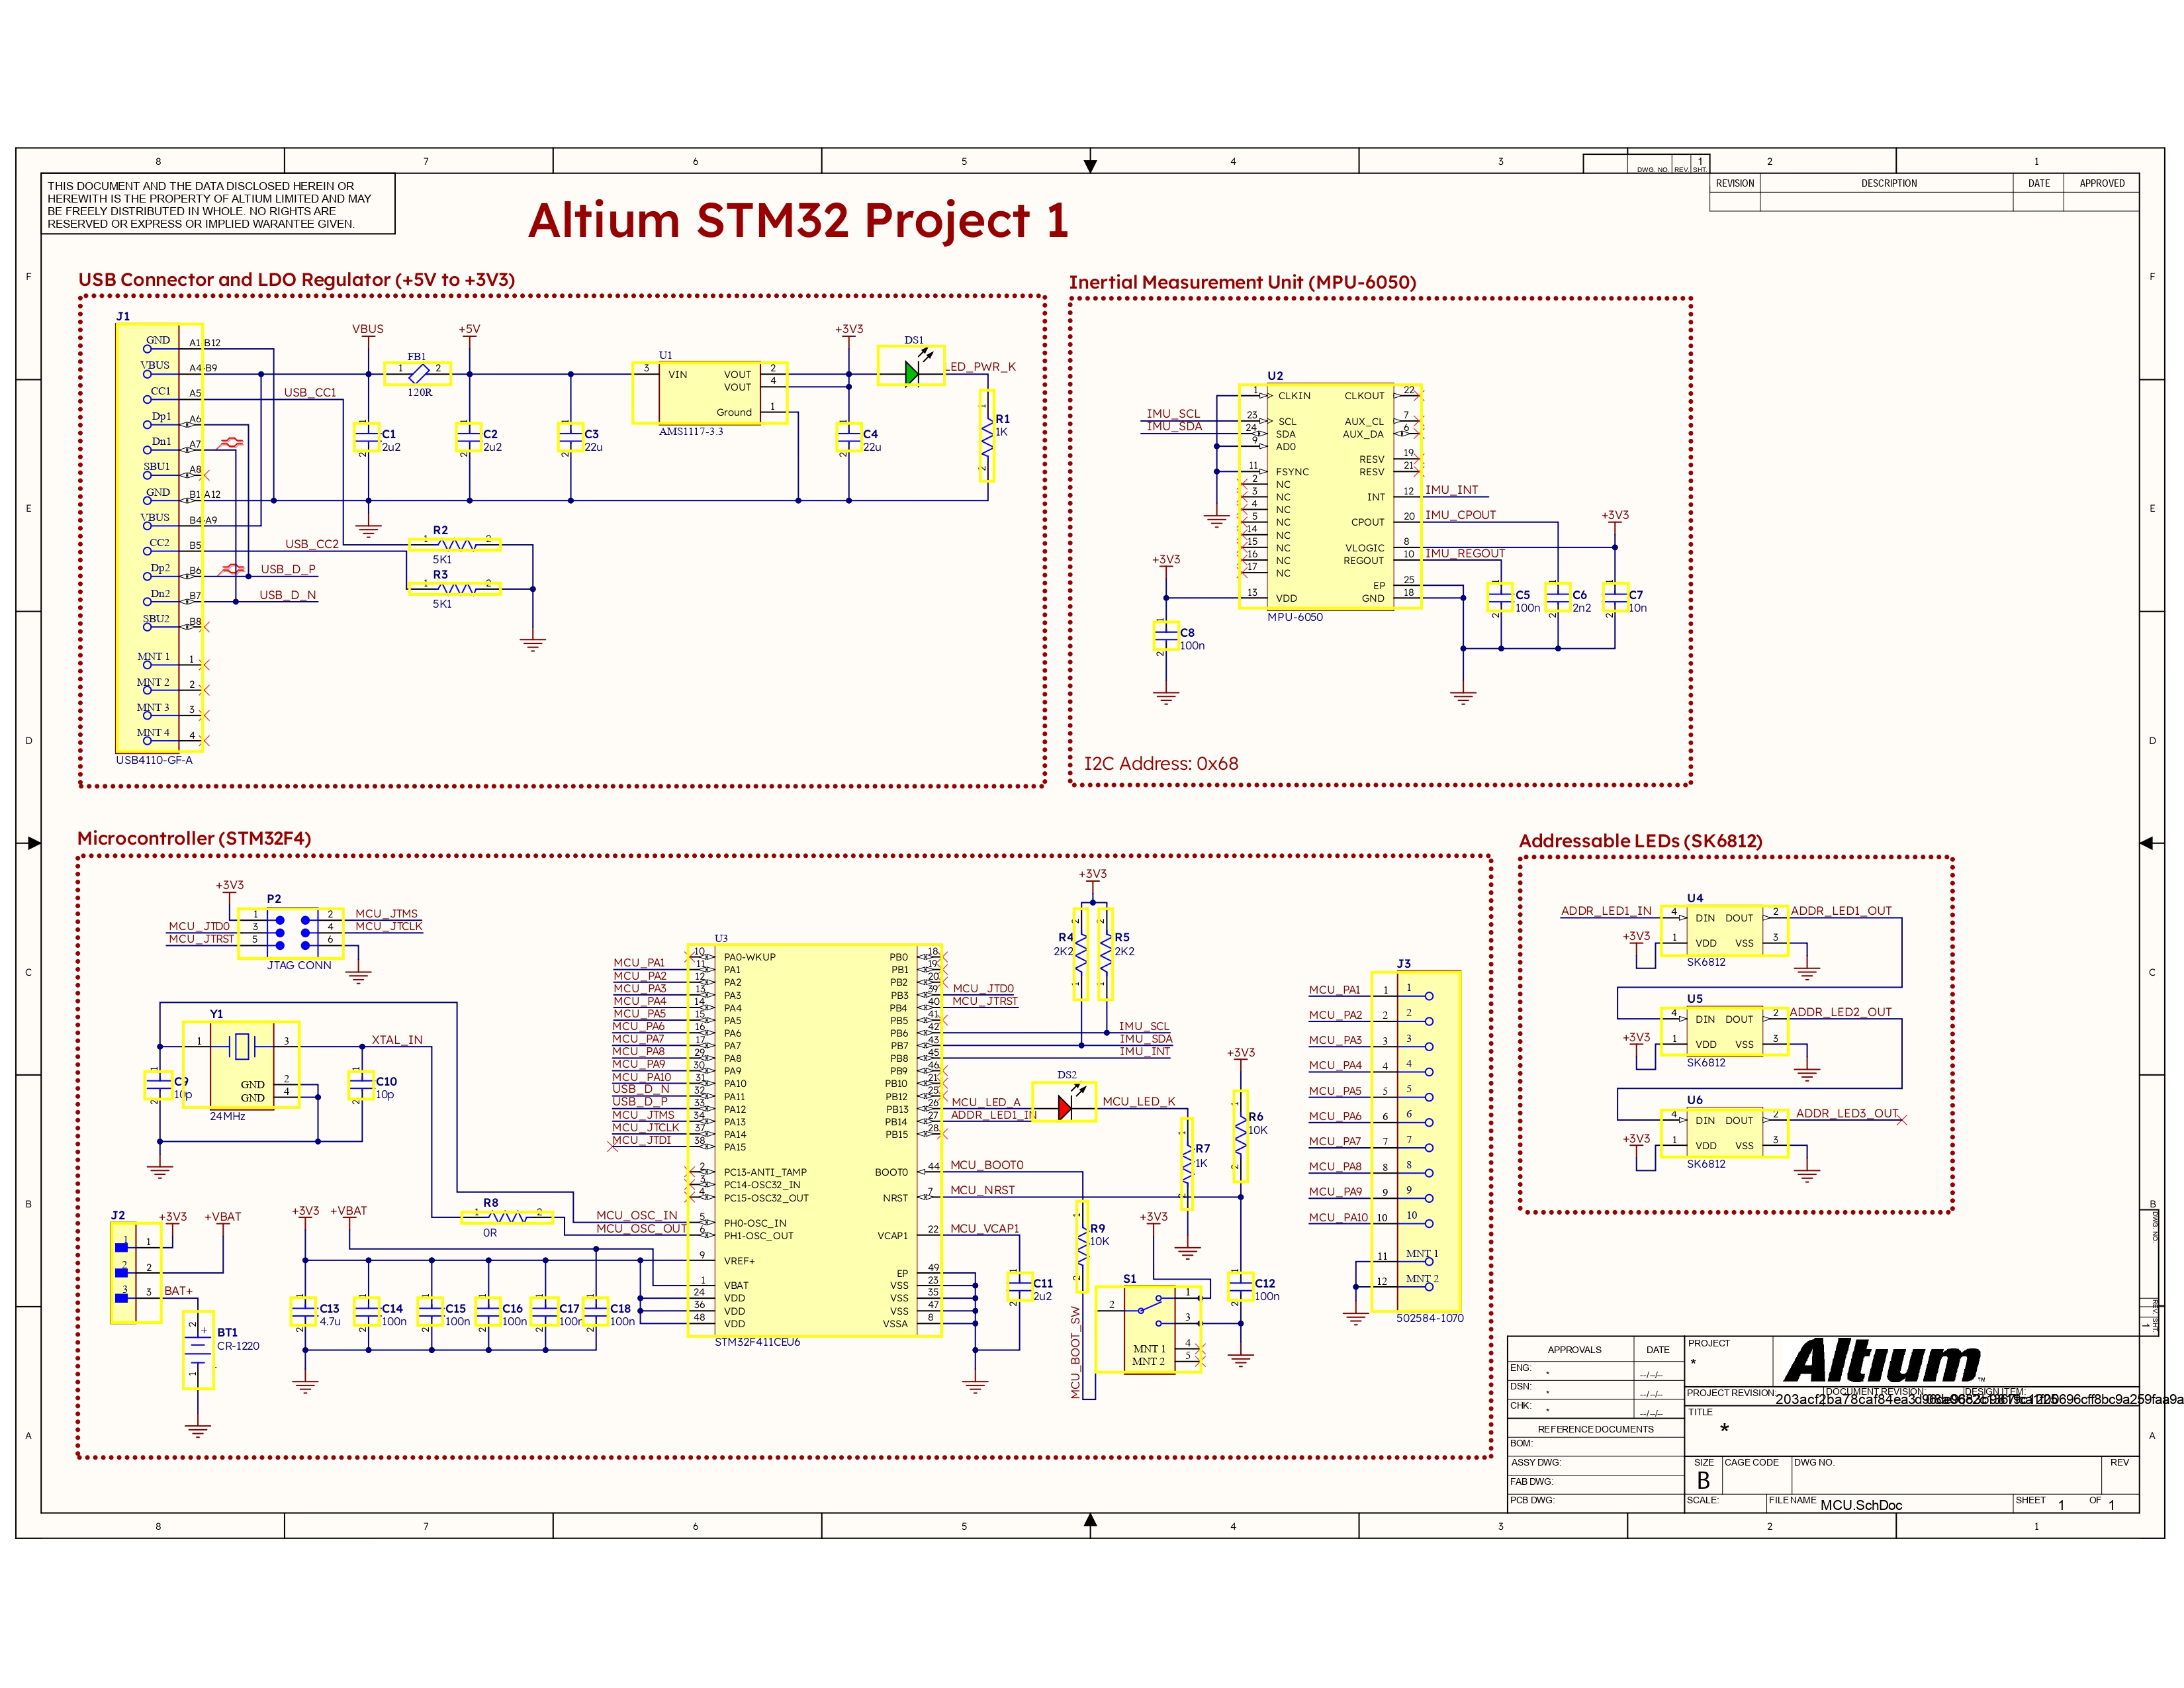 8 7 6 5 4 3 2 1
DWG. NO. REV. SHT. 1
THIS DOCUMENT AND THE DATA DISCLOSED HEREIN OR
HEREWITH IS THE PROPERTY OF ALTIUM LIMITED AND MAY
BE FREELY DISTRIBUTED IN WHOLE. NO RIGHTS ARE
RESERVED OR EXPRESS OR IMPLIED WARANTEE GIVEN.
REVISION DESCRIPTION DATE APPROVED
Altium STM32 Project 1
F E D C B A
USB Connector and LDO Regulator (+5V to +3V3)
J1
GND A1-B12
VBUS A4-B9
CC1 A5 USB_CC1
Dp1 A6
Dn1 A7
SBU1 A8
GND B1-A12
VBUS B4-A9
CC2 B5 USB_CC2
Dp2 B6 USB_D_P
Dn2 B7 USB_D_N
SBU2 B8
MNT 1 1
MNT 2 2
MNT 3 3
MNT 4 4
USB4110-GF-A
VBUS +5V +3V3
FB1
1 2
120R
C1 2u2
C2 2u2
C3 22u
U1
3 VIN VOUT 2
VOUT 4
Ground 1
AMS1117-3.3
C4 22u
DS1
LED_PWR_K
R1 1K
R2
1 2
5K1
R3
1 2
5K1
Inertial Measurement Unit (MPU-6050)
U2
1 CLKIN CLKOUT 22
IMU_SCL 23 SCL AUX_CL 7
IMU_SDA 24 SDA AUX_DA 6
9 AD0
RESV 19
11 FSYNC RESV 21
2 NC
3 NC INT 12 IMU_INT
4 NC
5 NC CPOUT 20 IMU_CPOUT
14 NC
15 NC VLOGIC 8 +3V3
16 NC REGOUT 10 IMU_REGOUT
17 NC
EP 25
13 VDD GND 18
MPU-6050
+3V3
C8 100n
C5 100n
C6 2n2
C7 10n
I2C Address: 0x68
Microcontroller (STM32F4)
+3V3
P2
1 2 MCU_JTMS
MCU_JTD0 3 4 MCU_JTCLK
MCU_JTRST 5 6
JTAG CONN
Y1
1 3 XTAL_IN
GND 2
GND 4
24MHz
C9 10p
C10 10p
R8
1 2
0R
J2
+3V3 +VBAT
1 1
2 2
3 3 BAT+
BT1
CR-1220
+3V3 +VBAT
C13 4.7u
C14 100n
C15 100n
C16 100n
C17 100n
C18 100n
U3
10 PA0-WKUP PB0 18
MCU_PA1 11 PA1 PB1 19
MCU_PA2 12 PA2 PB2 20
MCU_PA3 13 PA3 PB3 39 MCU_JTD0
MCU_PA4 14 PA4 PB4 40 MCU_JTRST
MCU_PA5 15 PA5 PB5 41
MCU_PA6 16 PA6 PB6 42 IMU_SCL
MCU_PA7 17 PA7 PB7 43 IMU_SDA
MCU_PA8 29 PA8 PB8 45 IMU_INT
MCU_PA9 30 PA9 PB9 46
MCU_PA10 31 PA10 PB10 21
USB_D_N 32 PA11 PB12 25
USB_D_P 33 PA12 PB13 26 MCU_LED_A
MCU_JTMS 34 PA13 PB14 27 ADDR_LED1_IN
MCU_JTCLK 37 PA14 PB15 28
MCU_JTDI 38 PA15
2 PC13-ANTI_TAMP BOOT0 44 MCU_BOOT0
3 PC14-OSC32_IN
4 PC15-OSC32_OUT NRST 7 MCU_NRST
MCU_OSC_IN 5 PH0-OSC_IN
MCU_OSC_OUT 6 PH1-OSC_OUT VCAP1 22 MCU_VCAP1
9 VREF+
EP 49
1 VBAT VSS 23
24 VDD VSS 35
36 VDD VSS 47
48 VDD VSSA 8
STM32F411CEU6
+3V3
R4 2K2
R5 2K2
DS2
MCU_LED_K
R7 1K
+3V3
R6 10K
R9 10K
+3V3
C11 2u2
S1
2 1
3
MNT 1 4
MNT 2 5
MCU_BOOT_SW
C12 100n
J3
MCU_PA1 1 1
MCU_PA2 2 2
MCU_PA3 3 3
MCU_PA4 4 4
MCU_PA5 5 5
MCU_PA6 6 6
MCU_PA7 7 7
MCU_PA8 8 8
MCU_PA9 9 9
MCU_PA10 10 10
11 MNT 1
12 MNT 2
502584-1070
Addressable LEDs (SK6812)
U4
ADDR_LED1_IN 4 DIN DOUT 2 ADDR_LED1_OUT
+3V3 1 VDD VSS 3
SK6812
U5
4 DIN DOUT 2 ADDR_LED2_OUT
+3V3 1 VDD VSS 3
SK6812
U6
4 DIN DOUT 2 ADDR_LED3_OUT
+3V3 1 VDD VSS 3
SK6812
DWG. NO. REV. SHT. 1
APPROVALS DATE
ENG: * --/--/--
DSN: * --/--/--
CHK: * --/--/--
REFERENCE DOCUMENTS
BOM:
ASSY DWG:
FAB DWG:
PCB DWG:
PROJECT
*
Altium
TM
PROJECT REVISION: DOCUMENT REVISION: DESIGN ITEM:
TITLE
*
SIZE CAGE CODE DWG NO. REV
B
SCALE: FILE NAME MCU.SchDoc SHEET 1 OF 1
8 7 6 5 4 3 2 1